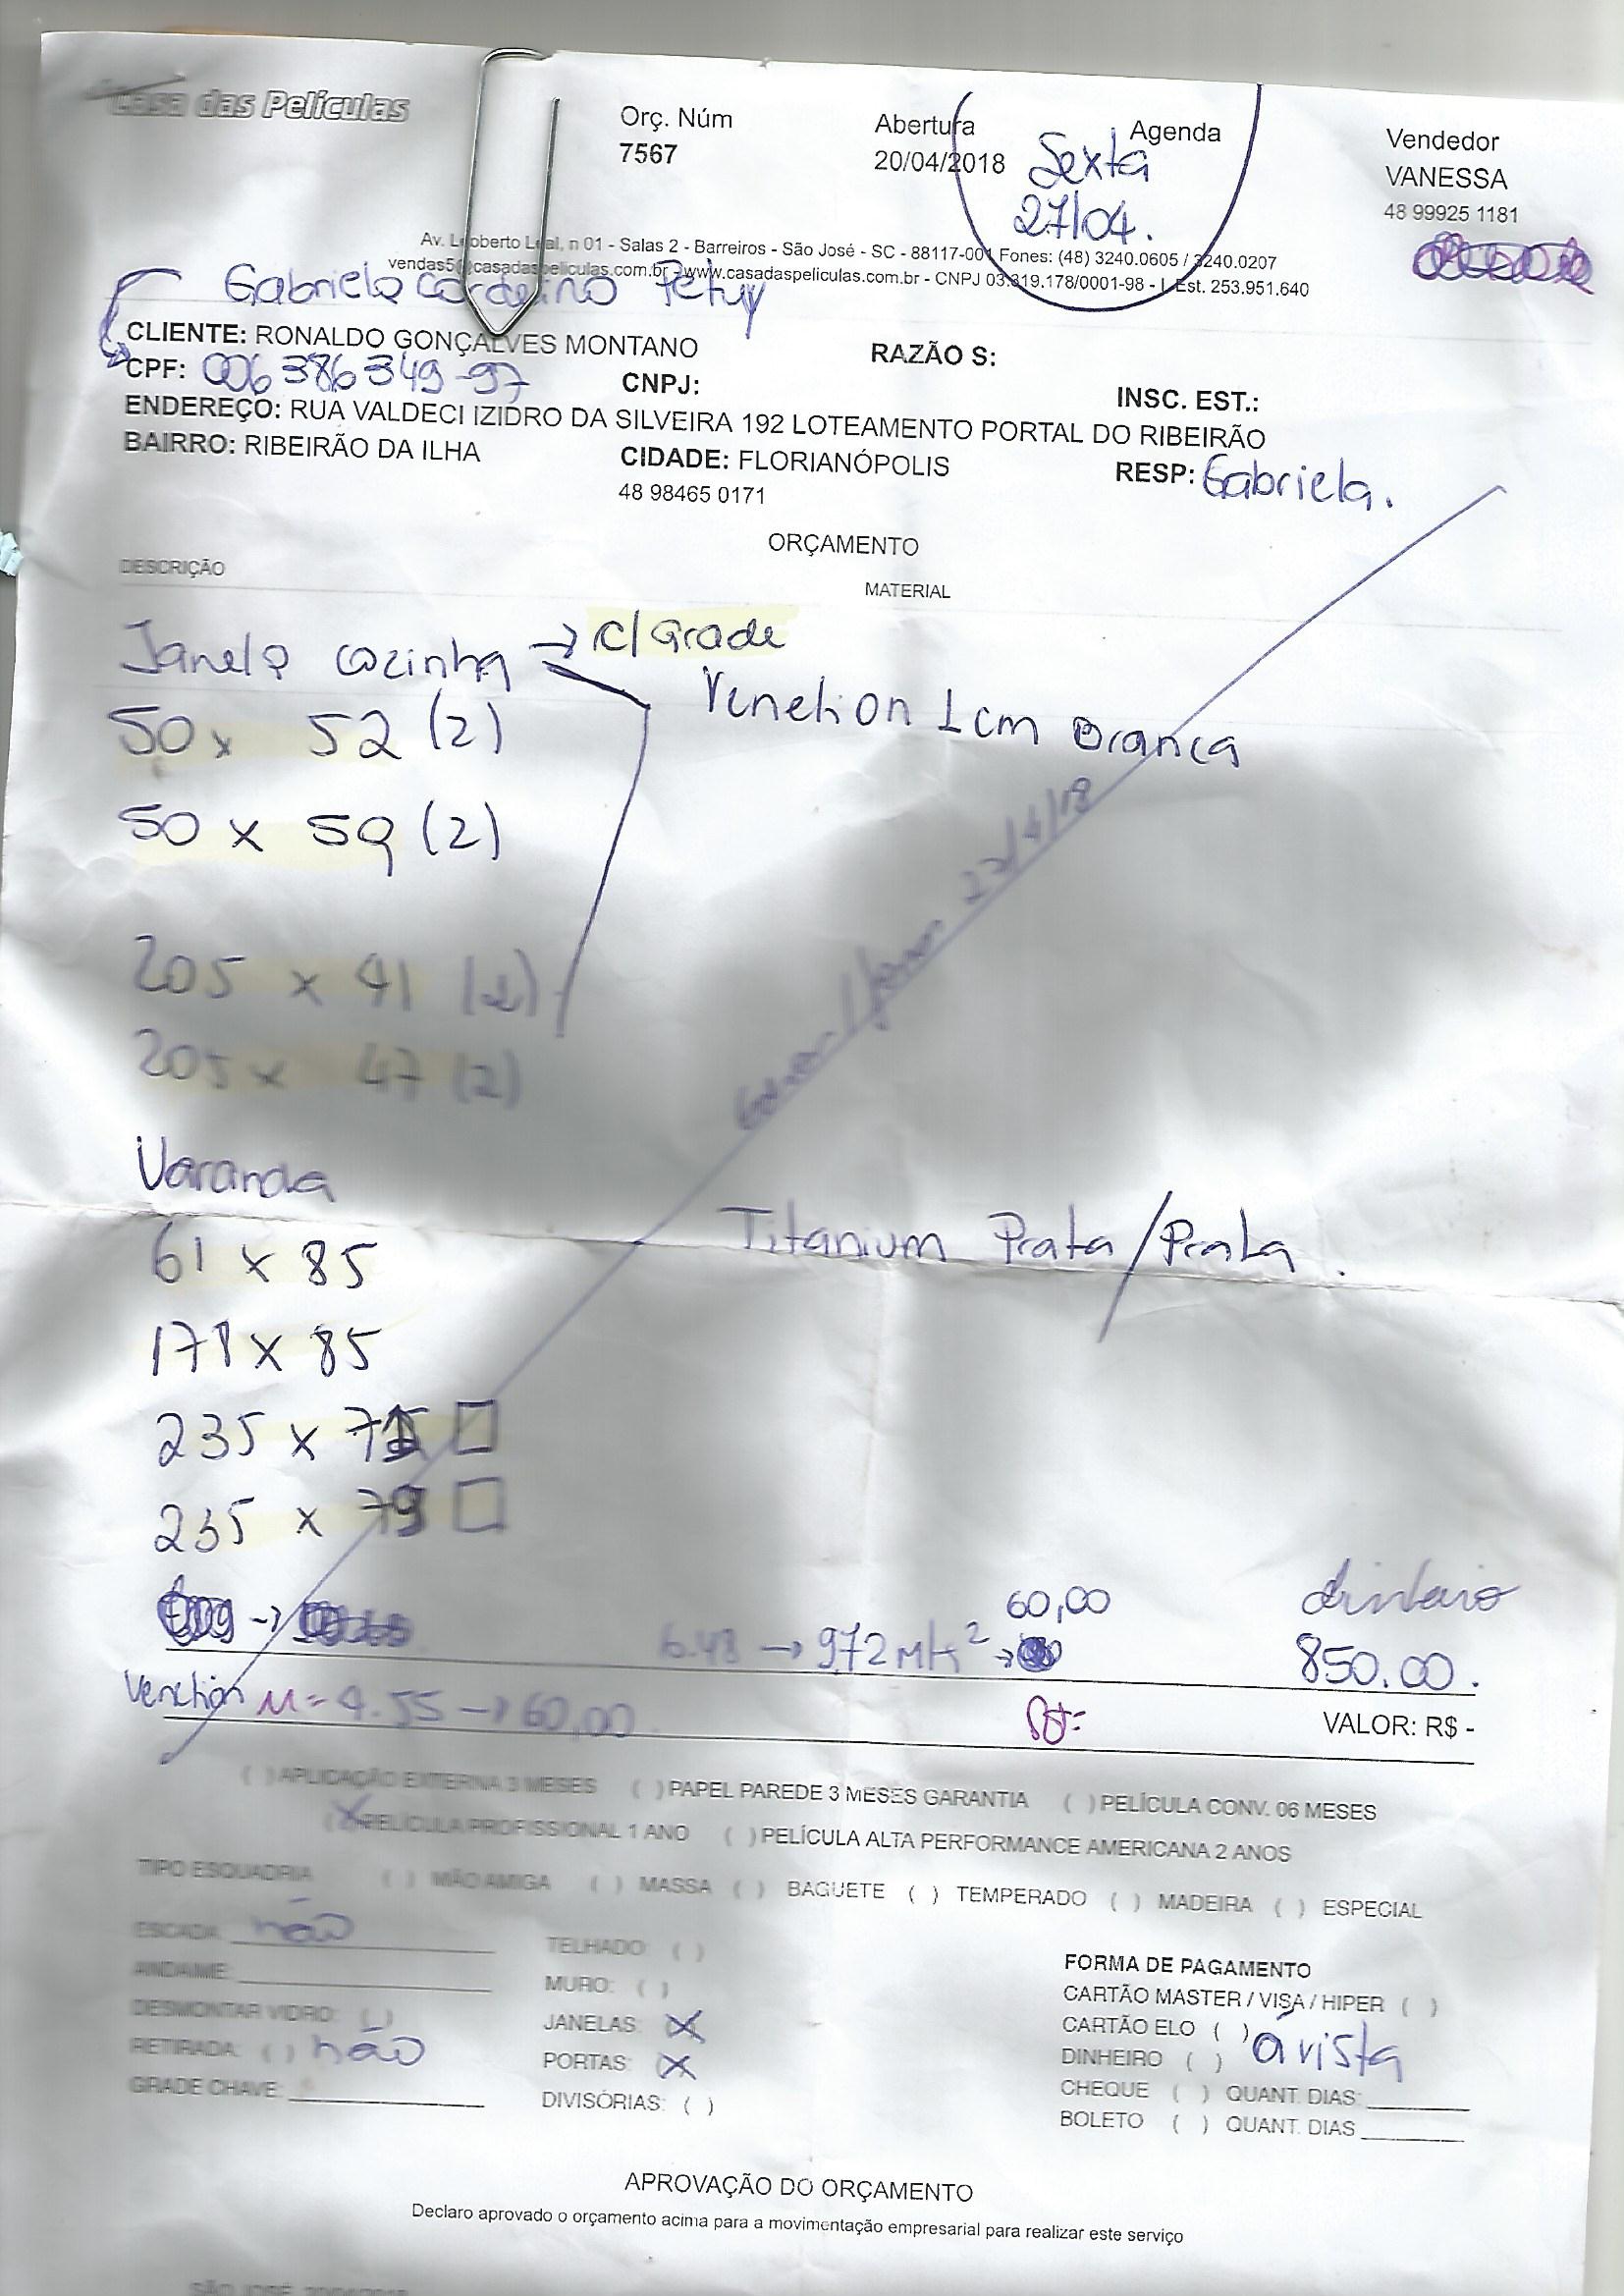 Casa das Películas
Orç. Núm
7567
Abertura
20/04/2018
Agenda
Sexta
27/04.
Vendedor
VANESSA
48 99925 1181
Av. Leoberto Leal, n 01 - Salas 2 - Barreiros - São José - SC - 88117-001 Fones: (48) 3240.0605 / 3240.0207
vendas5@casadaspeliculas.com.br - www.casadaspeliculas.com.br - CNPJ 03.819.178/0001-98 - I. Est. 253.951.640
Gabriela
CLIENTE: RONALDO GONÇALVES MONTANO
RAZÃO S:
CPF: 006386349-97
CNPJ:
INSC. EST.:
ENDEREÇO: RUA VALDECI IZIDRO DA SILVEIRA 192 LOTEAMENTO PORTAL DO RIBEIRÃO
BAIRRO: RIBEIRÃO DA ILHA
CIDADE: FLORIANÓPOLIS
RESP: Gabriela.
48 98465 0171
ORÇAMENTO
DESCRIÇÃO
MATERIAL
Janela cozinha → c/ Grade
Venetion 1cm Branca
50 x 52 (2)
50 x 59 (2)
205 x 41 (2)
205 x 47 (2)
Varanda
61 x 85
Titanium Prata/Prata.
178 x 85
235 x
235 x
60,00
dinheiro
6.48 → 972 →
850.00.
Venetion M = 4.55 → 60,00
VALOR: R$ -
( ) APLICAÇÃO EXTERNA 3 MESES ( ) PAPEL PAREDE 3 MESES GARANTIA ( ) PELÍCULA CONV. 06 MESES
(X) PELÍCULA PROFISSIONAL 1 ANO ( ) PELÍCULA ALTA PERFORMANCE AMERICANA 2 ANOS
TIPO ESQUADRIA ( ) MÃO AMIGA ( ) MASSA ( ) BAGUETE ( ) TEMPERADO ( ) MADEIRA ( ) ESPECIAL
ESCADA: não
ANDAIME:
DESMONTAR VIDRO: ( )
RETIRADA: ( ) não
GRADE CHAVE:
TELHADO: ( )
MURO: ( )
JANELAS: (X)
PORTAS: (X)
DIVISÓRIAS: ( )
FORMA DE PAGAMENTO
CARTÃO MASTER / VISA / HIPER ( )
CARTÃO ELO ( )
á vista
DINHEIRO ( )
CHEQUE ( ) QUANT. DIAS:
BOLETO ( ) QUANT. DIAS
APROVAÇÃO DO ORÇAMENTO
Declaro aprovado o orçamento acima para a movimentação empresarial para realizar este serviço
SÃO JOSÉ, 20/04/2018